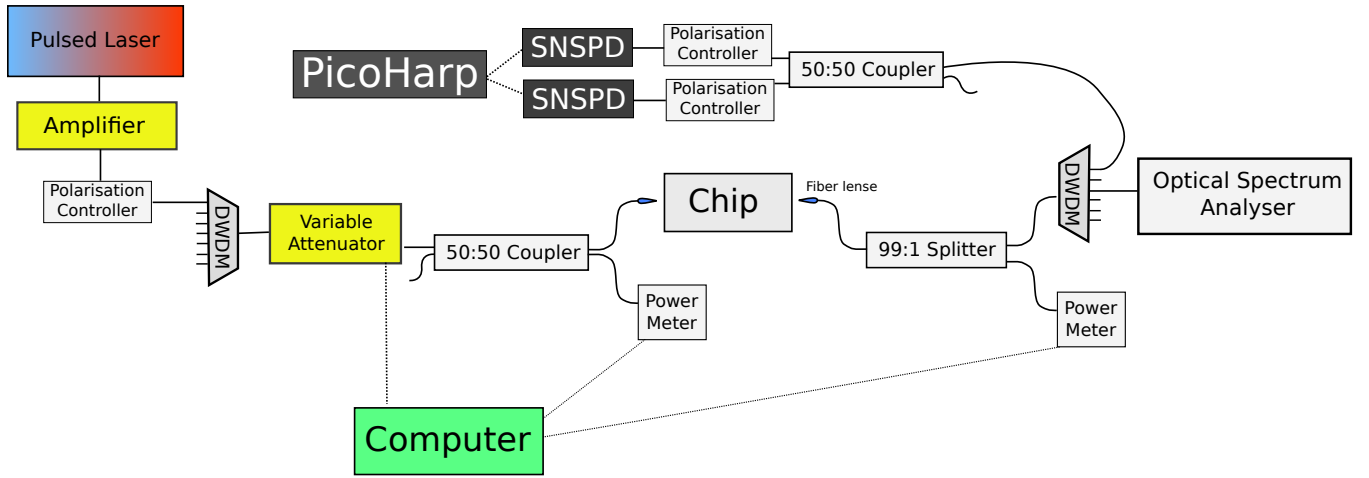 Pulsed Laser
Amplifier
Polarisation
Controller
DWDM
Variable
Attenuator
50:50 Coupler
Power
Meter
Computer
PicoHarp
SNSPD
SNSPD
Polarisation
Controller
Polarisation
Controller
50:50 Coupler
Chip
Fiber lense
99:1 Splitter
Power
Meter
DWDM
Optical Spectrum
Analyser